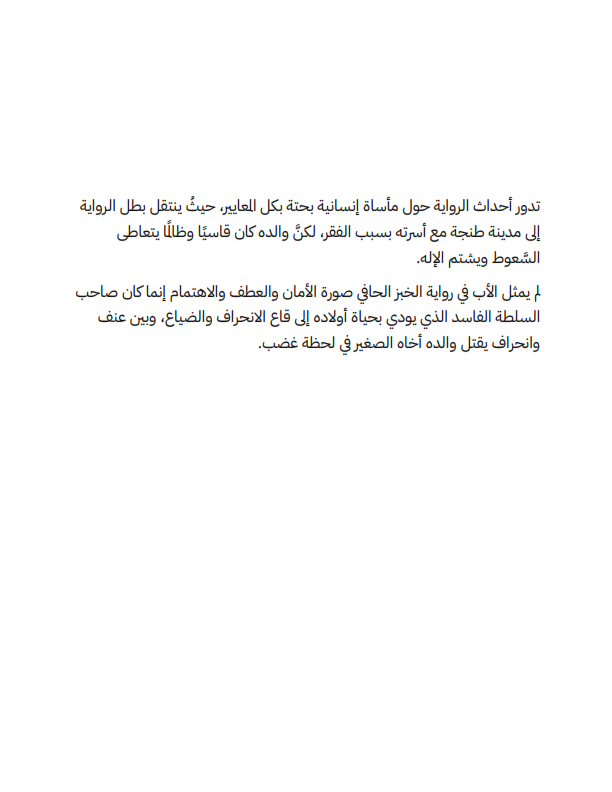 تدور أحداث الرواية حول مأساة إنسانية بحتة بكل المعايير، حيثُ ينتقل بطل الرواية
إلى مدينة طنجة مع أسرته بسبب الفقر، لكنَّ والده كان قاسيًا وظالمًا يتعاطى
السَّعوط ويشتم الإله.
لم يمثل الأب في رواية الخبز الحافي صورة الأمان والعطف والاهتمام إنما كان صاحب
السلطة الفاسد الذي يودي بحياة أولاده إلى قاع الانحراف والضياع، وبين عنف
وانحراف يقتل والده أخاه الصغير في لحظة غضب.